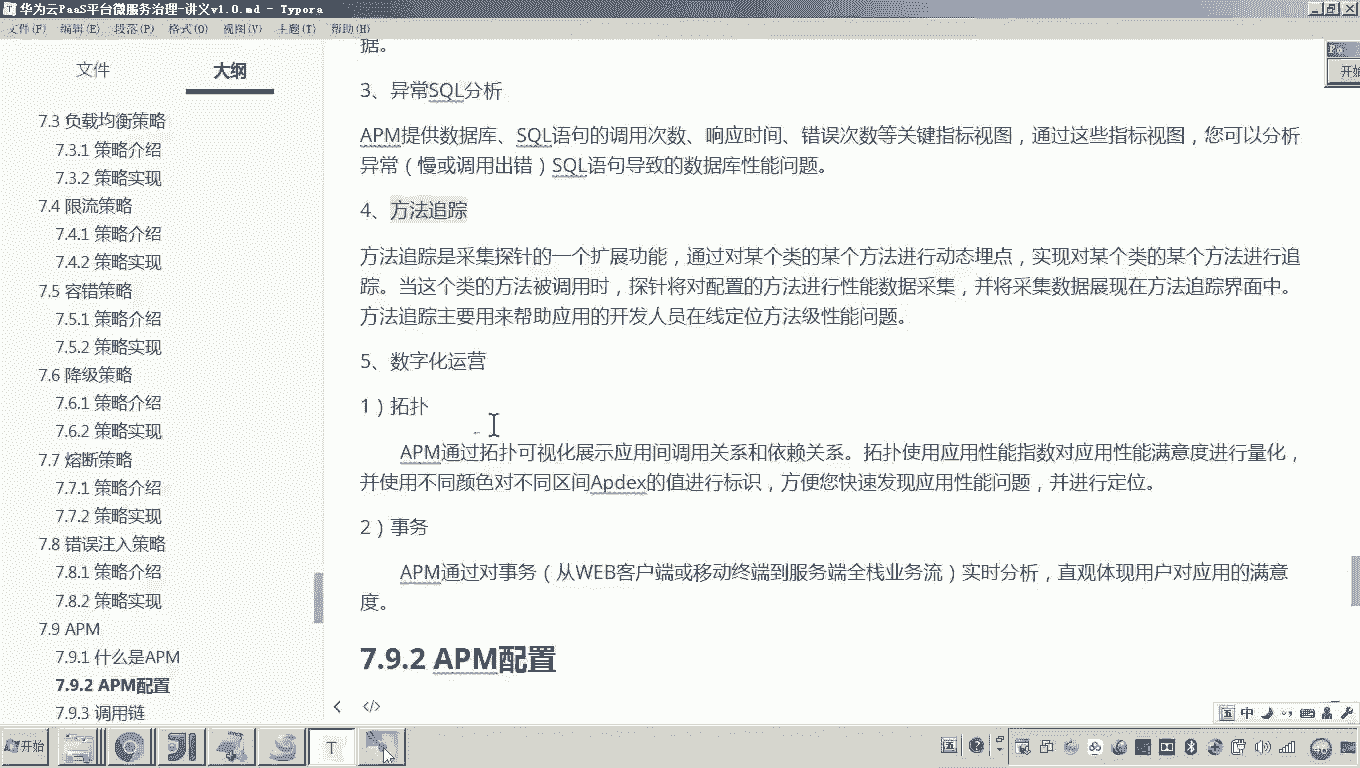 华为云PaaS平台微服务治理-讲义v1.0.md - Typora
文件(F) 编辑(E) 段落(P) 格式(O) 视图(V) 主题(T) 帮助(H)
文件 大纲
7.3 负载均衡策略
7.3.1 策略介绍
7.3.2 策略实现
7.4 限流策略
7.4.1 策略介绍
7.4.2 策略实现
7.5 容错策略
7.5.1 策略介绍
7.5.2 策略实现
7.6 降级策略
7.6.1 策略介绍
7.6.2 策略实现
7.7 熔断策略
7.7.1 策略介绍
7.7.2 策略实现
7.8 错误注入策略
7.8.1 策略介绍
7.8.2 策略实现
7.9 APM
7.9.1 什么是APM
7.9.2 APM配置
7.9.3 调用链
据。
3、异常SQL分析
APM提供数据库、SQL语句的调用次数、响应时间、错误次数等关键指标视图，通过这些指标视图，您可以分析
异常（慢或调用出错）SQL语句导致的数据库性能问题。
4、方法追踪
方法追踪是采集探针的一个扩展功能，通过对某个类的某个方法进行动态埋点，实现对某个类的某个方法进行追
踪。当这个类的方法被调用时，探针将对配置的方法进行性能数据采集，并将采集数据展现在方法追踪界面中。
方法追踪主要用来帮助应用的开发人员在线定位方法级性能问题。
5、数字化运营
1）拓扑
APM通过拓扑可视化展示应用间调用关系和依赖关系。拓扑使用应用性能指数对应用性能满意度进行量化，
并使用不同颜色对不同区间Apdex的值进行标识，方便您快速发现应用性能问题，并进行定位。
2）事务
APM通过对事务（从WEB客户端或移动终端到服务端全栈业务流）实时分析，直观体现用户对应用的满意
度。
7.9.2 APM配置
</>
开始
五 中
开始 T 五